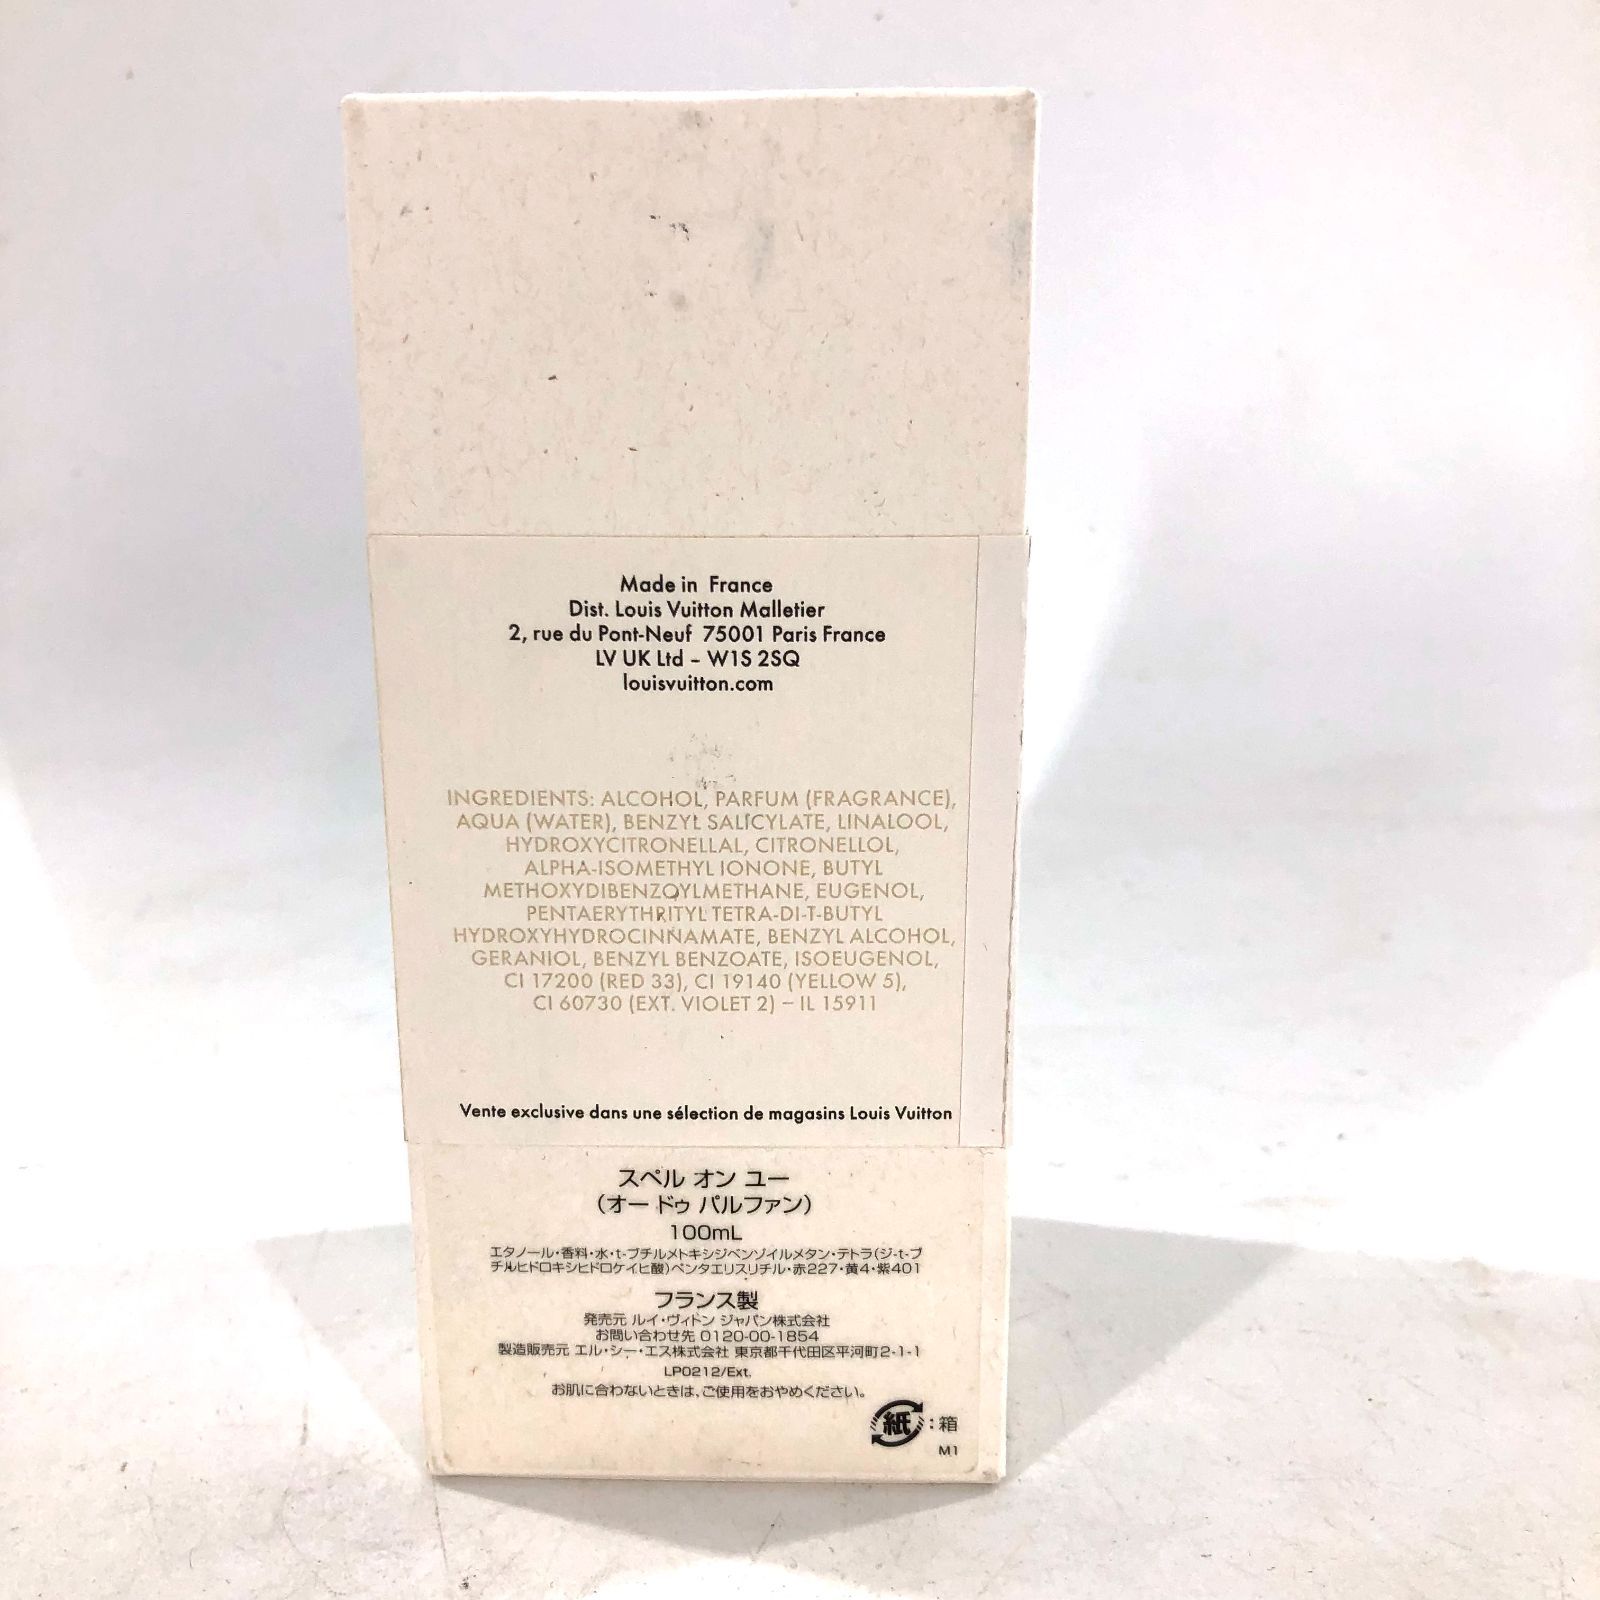 Made in France
Dist. Louis Vuitton Malletier
2, rue du Pont-Neuf 75001 Paris France
LV UK Ltd – W1S 2SQ
louisvuitton.com
INGREDIENTS: ALCOHOL, PARFUM (FRAGRANCE),
AQUA (WATER), BENZYL SALICYLATE, LINALOOL,
HYDROXYCITRONELLAL, CITRONELLOL,
ALPHA-ISOMETHYL IONONE, BUTYL
METHOXYDIBENZOYLMETHANE, EUGENOL,
PENTAERYTHRITYL TETRA-DI-T-BUTYL
HYDROXYHYDROCINNAMATE, BENZYL ALCOHOL,
GERANIOL, BENZYL BENZOATE, ISOEUGENOL,
CI 17200 (RED 33), CI 19140 (YELLOW 5),
CI 60730 (EXT. VIOLET 2) – IL 15911
Vente exclusive dans une sélection de magasins Louis Vuitton
スペル オン ユー
（オー ドゥ パルファン）
100mL
エタノール・香料・水・t-ブチルメトキシジベンゾイルメタン・テトラ(ジ-t-ブ
チルヒドロキシヒドロケイヒ酸)ペンタエリスリチル・赤227・黄4・紫401
フランス製
発売元 ルイ・ヴィトン ジャパン株式会社
お問い合わせ先 0120-00-1854
製造販売元 エル・シー・エス株式会社 東京都千代田区平河町2-1-1
LP0212/Ext.
お肌に合わないときは、ご使用をおやめください。
紙 : 箱
M1